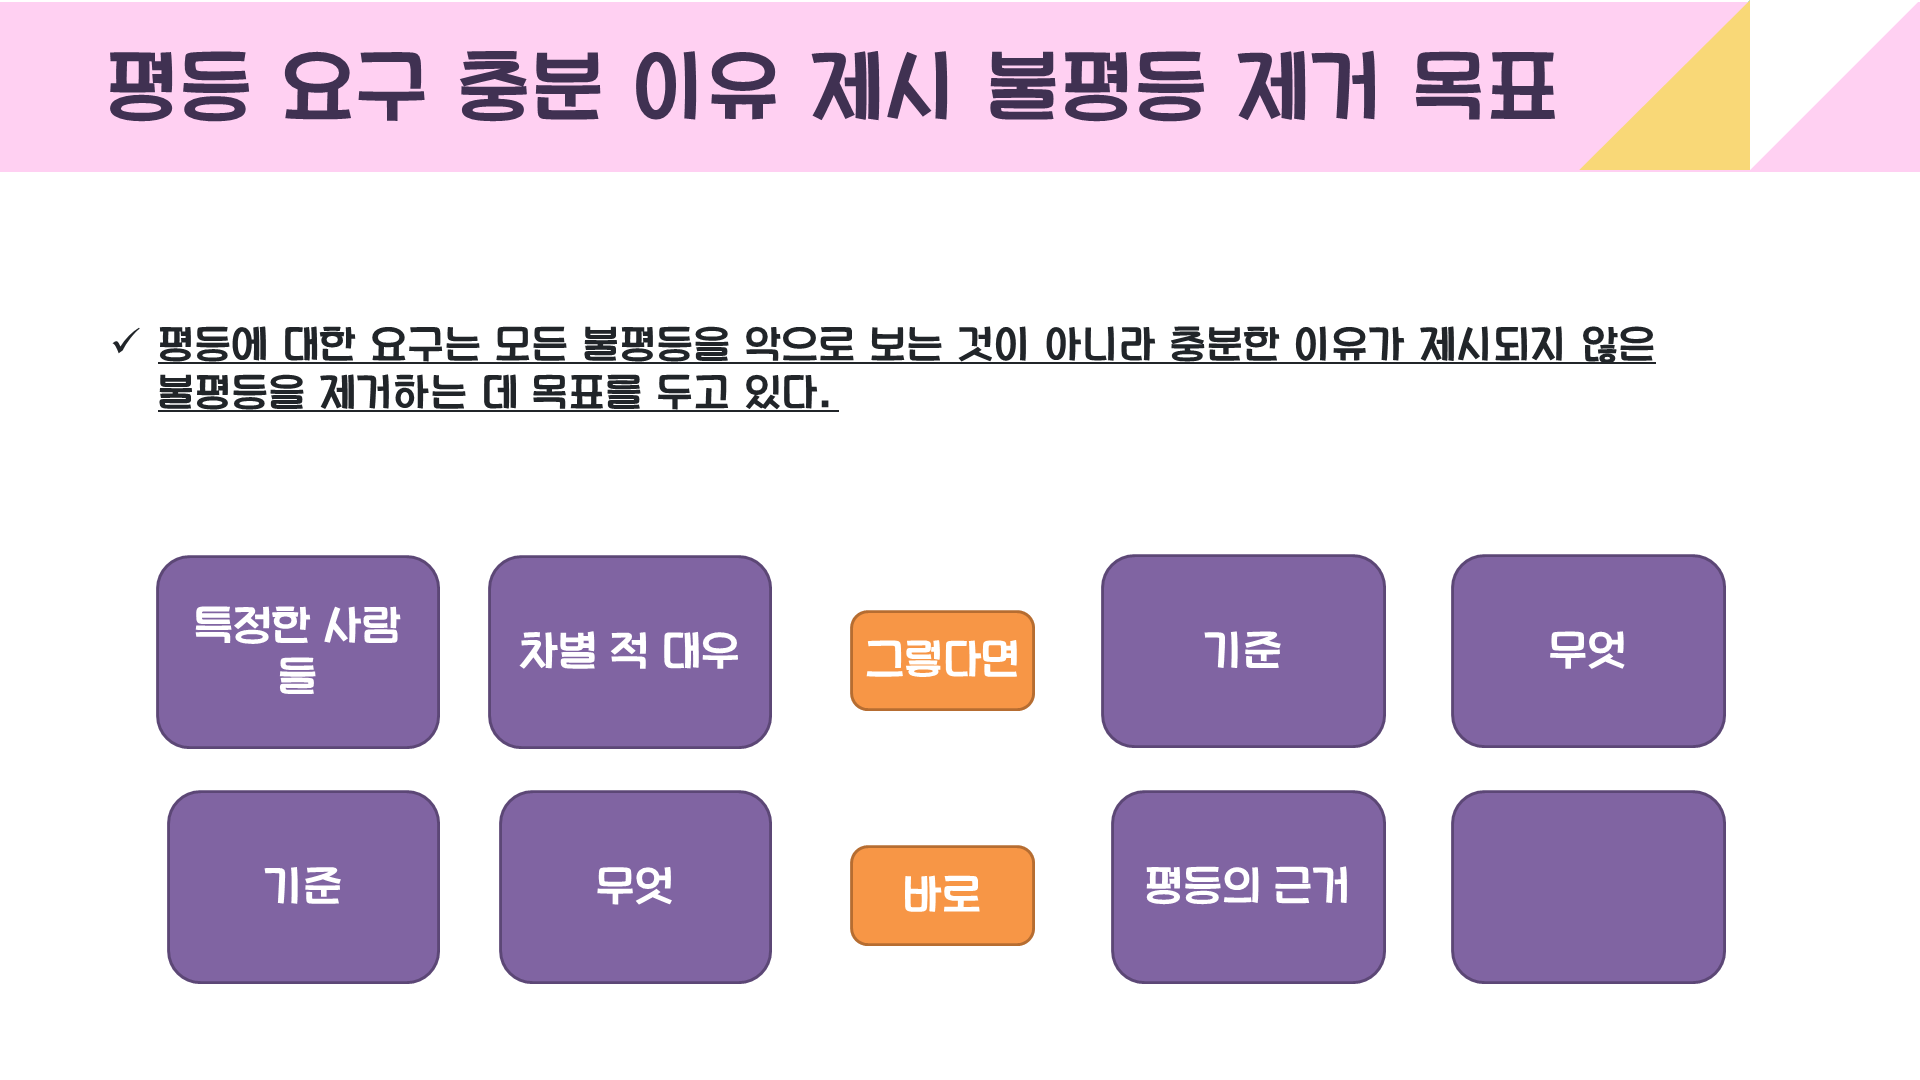 평등 요구 충분 이유 제시 불평등 제거 목표
✓ 평등에 대한 요구는 모든 불평등을 악으로 보는 것이 아니라 충분한 이유가 제시되지 않은
불평등을 제거하는 데 목표를 두고 있다.
특정한 사람
들
차별 적 대우
그렇다면
기준
무엇
기준
무엇
바로
평등의 근거